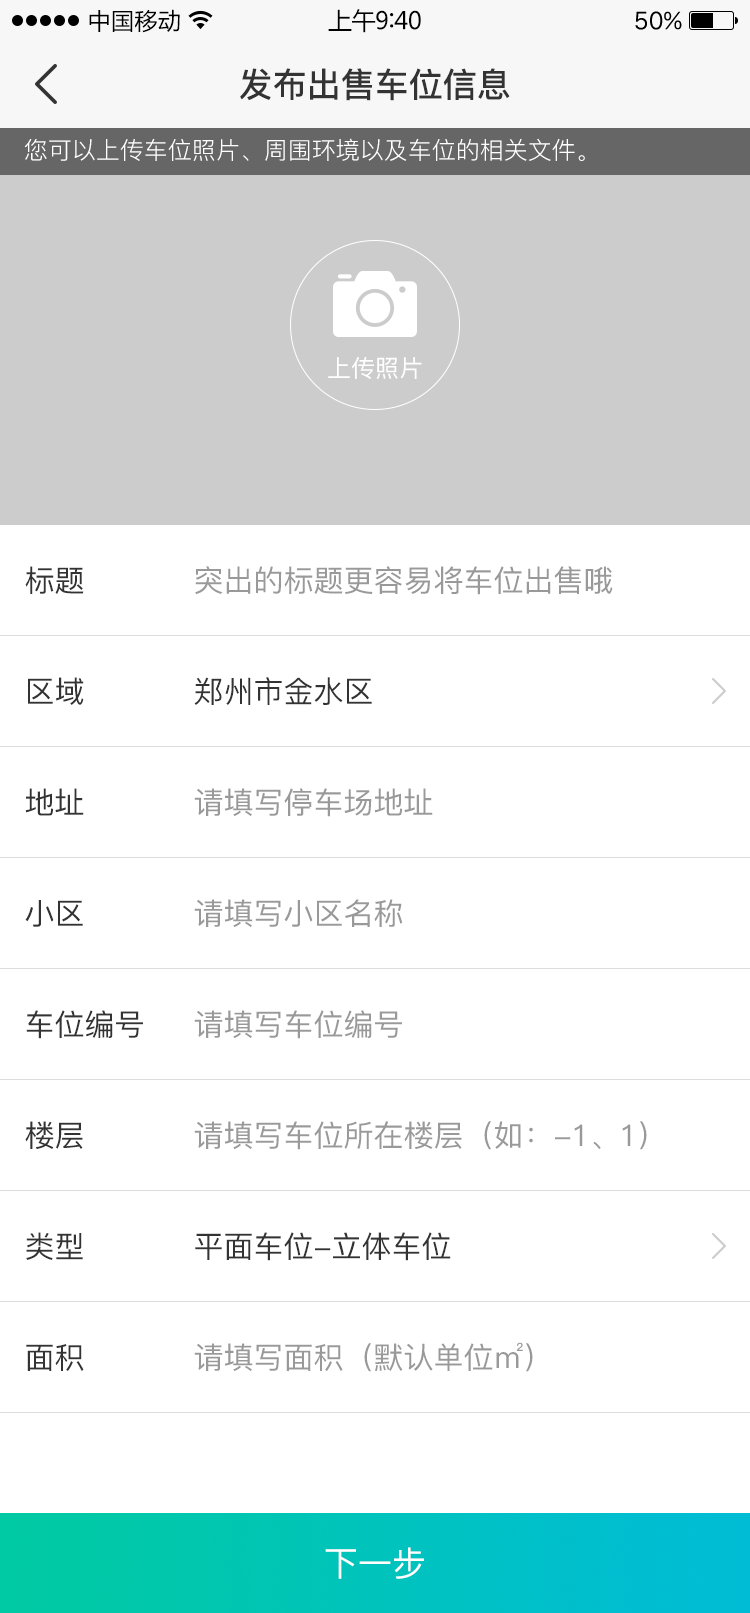 中国移动 上午9:40 50%
发布出售车位信息
您可以上传车位照片、周围环境以及车位的相关文件。
上传照片
标题 突出的标题更容易将车位出售哦
区域 郑州市金水区
地址 请填写停车场地址
小区 请填写小区名称
车位编号 请填写车位编号
楼层 请填写车位所在楼层（如：-1、1）
类型 平面车位-立体车位
面积 请填写面积（默认单位㎡）
下一步